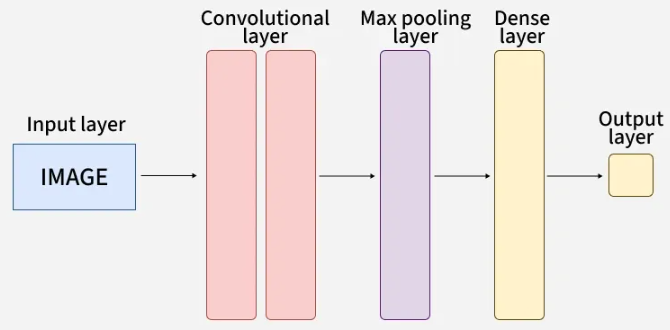 Convolutional
layer
Max pooling
layer
Dense
layer
Input layer
IMAGE
Output
layer